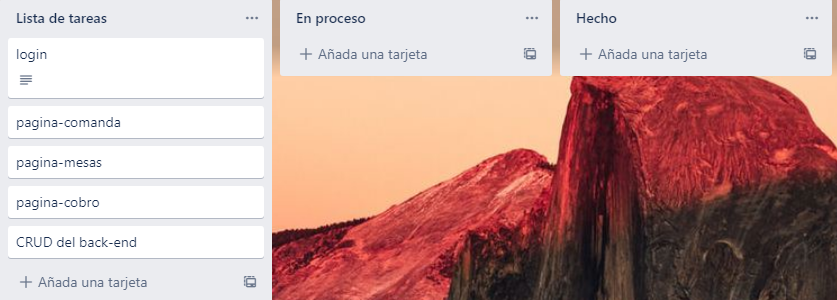 Lista de tareas
login
pagina-comanda
pagina-mesas
pagina-cobro
CRUD del back-end
Añada una tarjeta
En proceso
Añada una tarjeta
Hecho
Añada una tarjeta